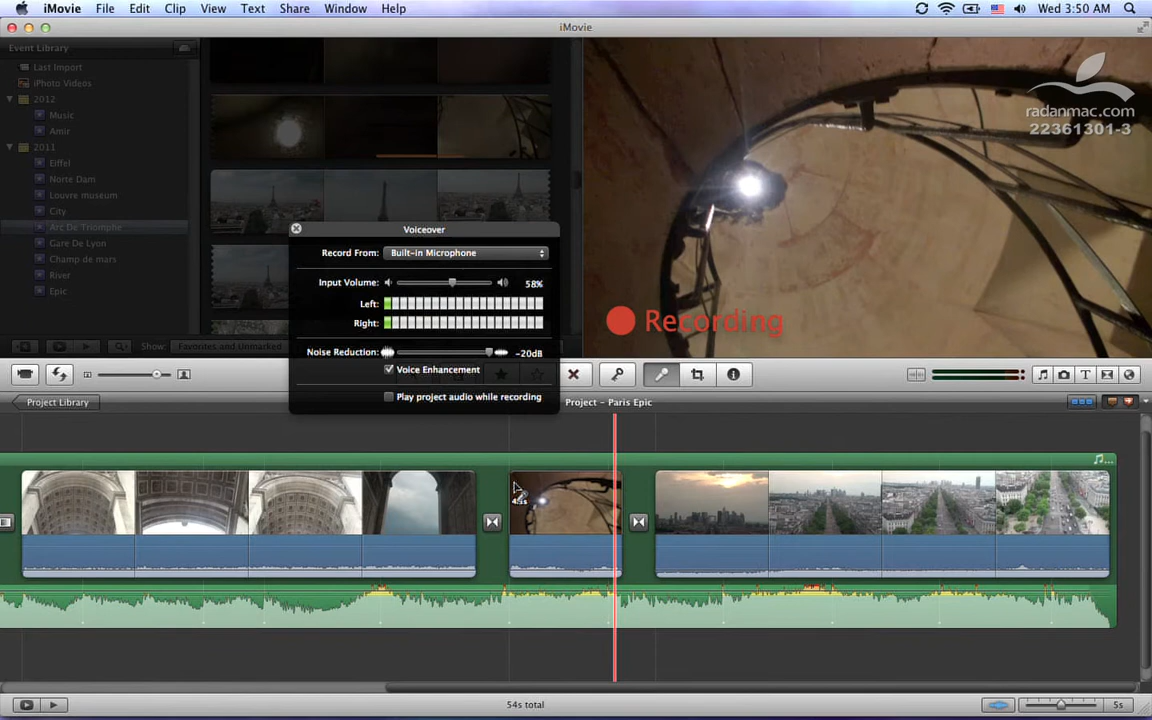 iMovie File Edit Clip View Text Share Window Help
Wed 3:50 AM
iMovie
Event Library
Last Import
iPhoto Videos
2012
Music
Amir
2011
Eiffel
Norte Dam
Louvre museum
City
Arc De Triomphe
Gare De Lyon
Champ de mars
River
Epic
Show: Favorites and Unmarked
radanmac.com
22361301-3
Recording
Voiceover
Record From: Built-in Microphone
Input Volume: 58%
Left:
Right:
Noise Reduction: -20dB
Voice Enhancement
Play project audio while recording
Project Library
Project - Paris Epic
54s total
5s